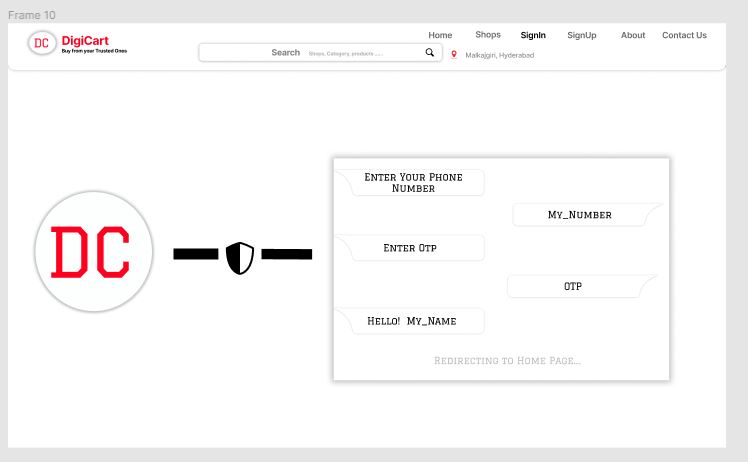 Frame 10
DC
DigiCart
Buy from your Trusted Ones
Home Shops SignIn SignUp About Contact Us
Search Shops, Category, products .....
Malkajgiri, Hyderabad
DC
Enter Your Phone
Number
My_Number
Enter Otp
OTP
Hello! My_Name
Redirecting to Home Page...